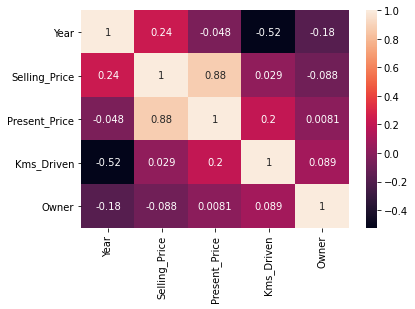 Year 1 0.24 -0.048 -0.52 -0.18
Selling_Price 0.24 1 0.88 0.029 -0.088
Present_Price -0.048 0.88 1 0.2 0.0081
Kms_Driven -0.52 0.029 0.2 1 0.089
Owner -0.18 -0.088 0.0081 0.089 1
Year
Selling_Price
Present_Price
Kms_Driven
Owner
1.0
0.8
0.6
0.4
0.2
0.0
−0.2
−0.4